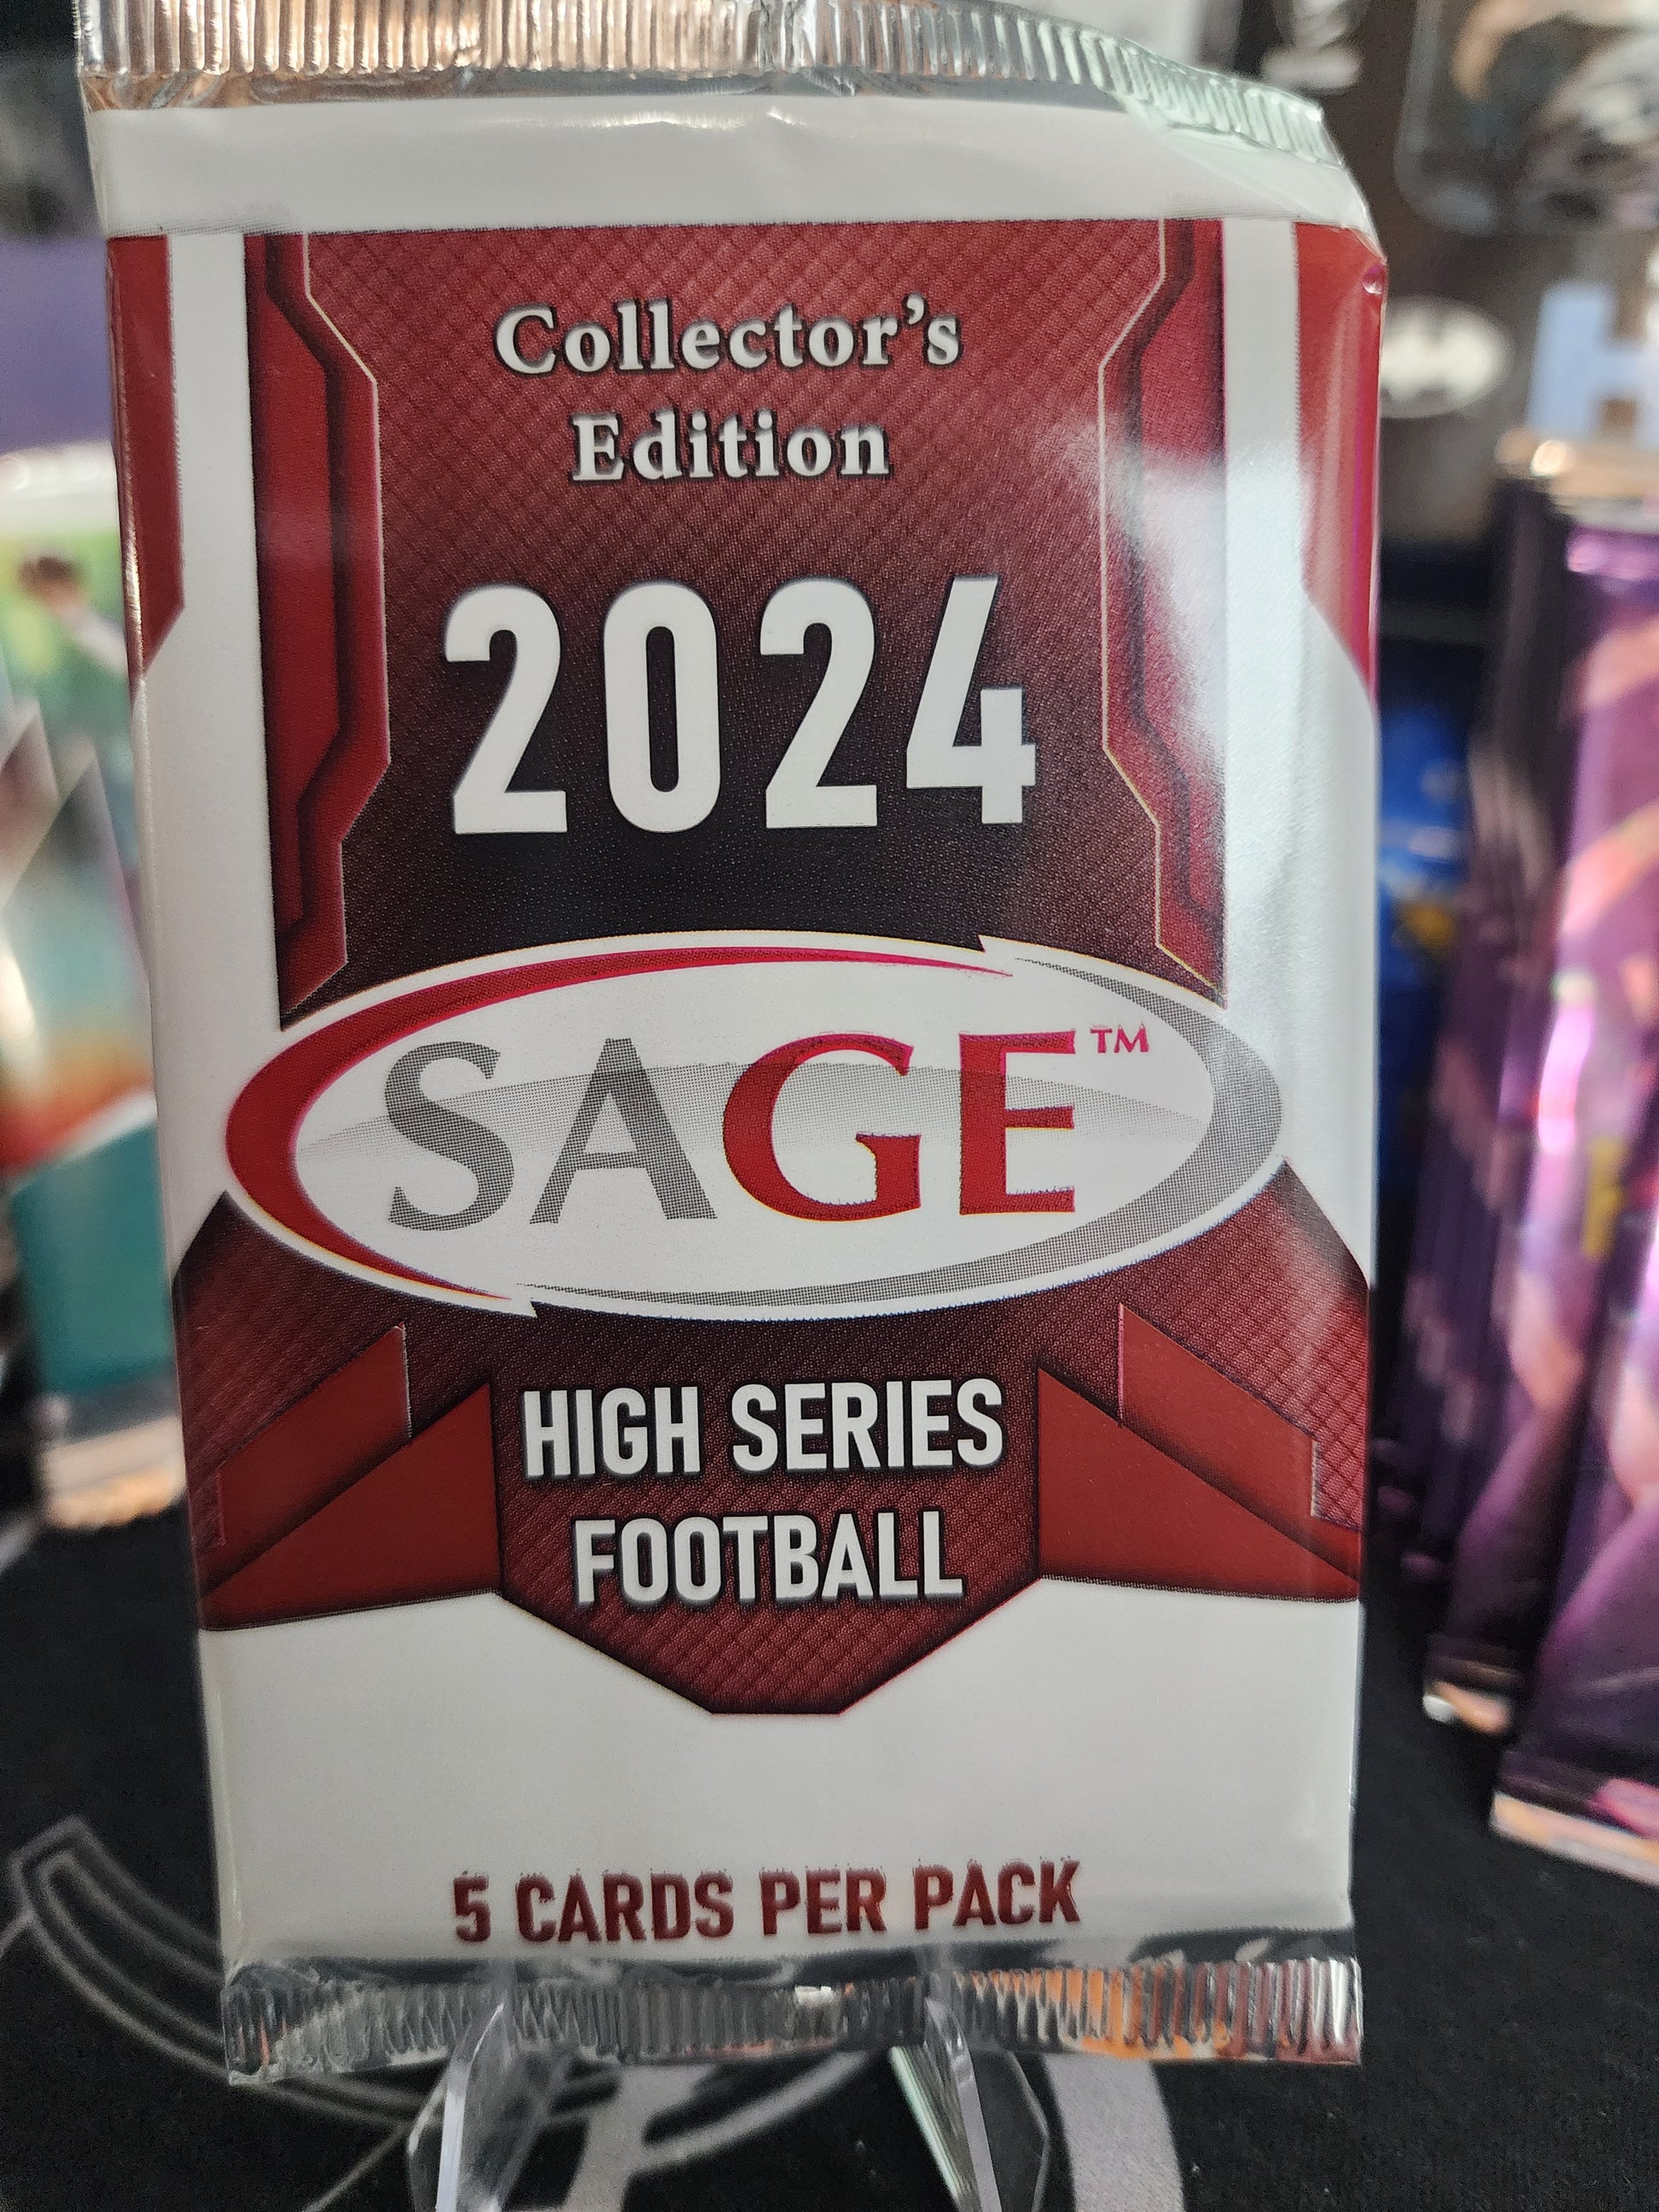 Collector's
Edition
2024
SAGE™
HIGH SERIES
FOOTBALL
5 CARDS PER PACK